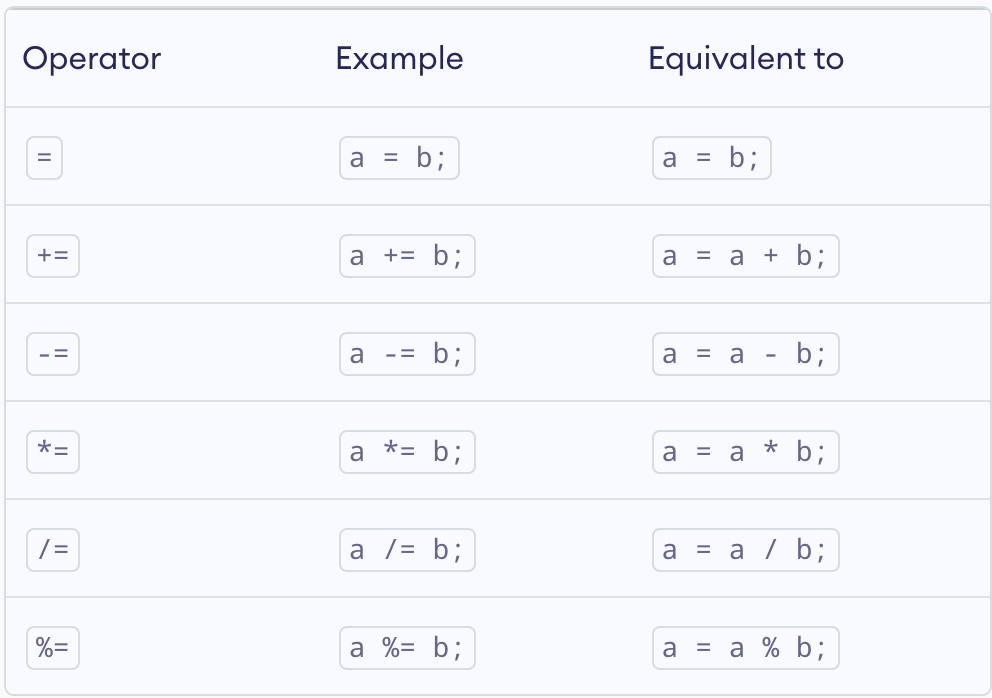 Operator Example Equivalent to
= a = b; a = b;
+= a += b; a = a + b;
-= a -= b; a = a - b;
*= a *= b; a = a * b;
/= a /= b; a = a / b;
%= a %= b; a = a % b;